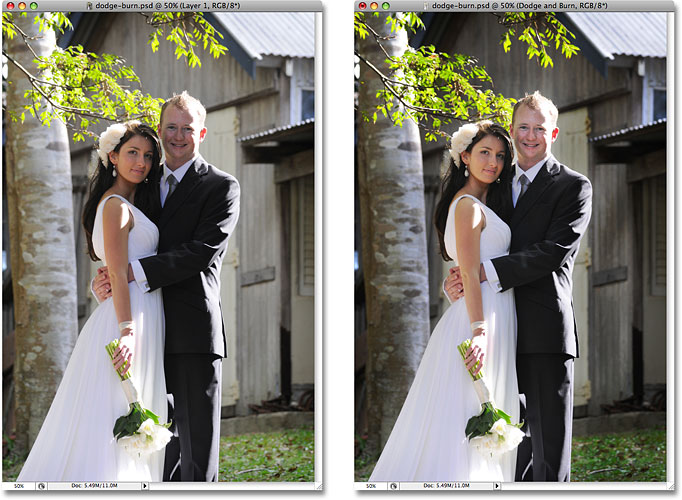 dodge-burn.psd @ 50% (Layer 1, RGB/8*)
dodge-burn.psd @ 50% (Dodge and Burn, RGB/8*)
50%
Doc: 5.49M/11.0M
50%
Doc: 5.49M/11.0M